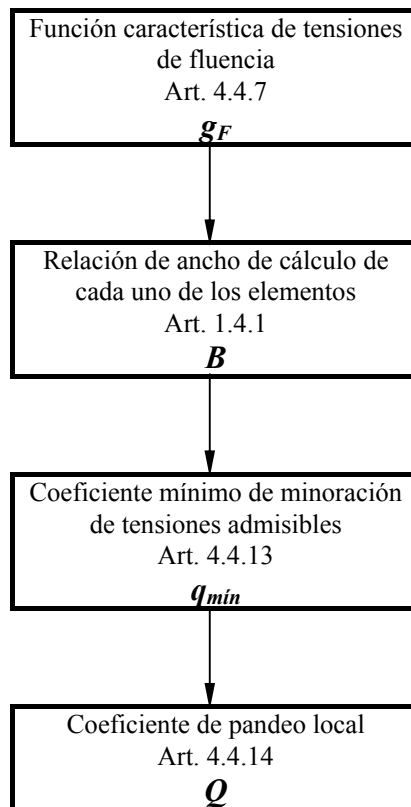 Función característica de tensiones
de fluencia
Art. 4.4.7
gF
Relación de ancho de cálculo de
cada uno de los elementos
Art. 1.4.1
B
Coeficiente mínimo de minoración
de tensiones admisibles
Art. 4.4.13
qmín
Coeficiente de pandeo local
Art. 4.4.14
Q